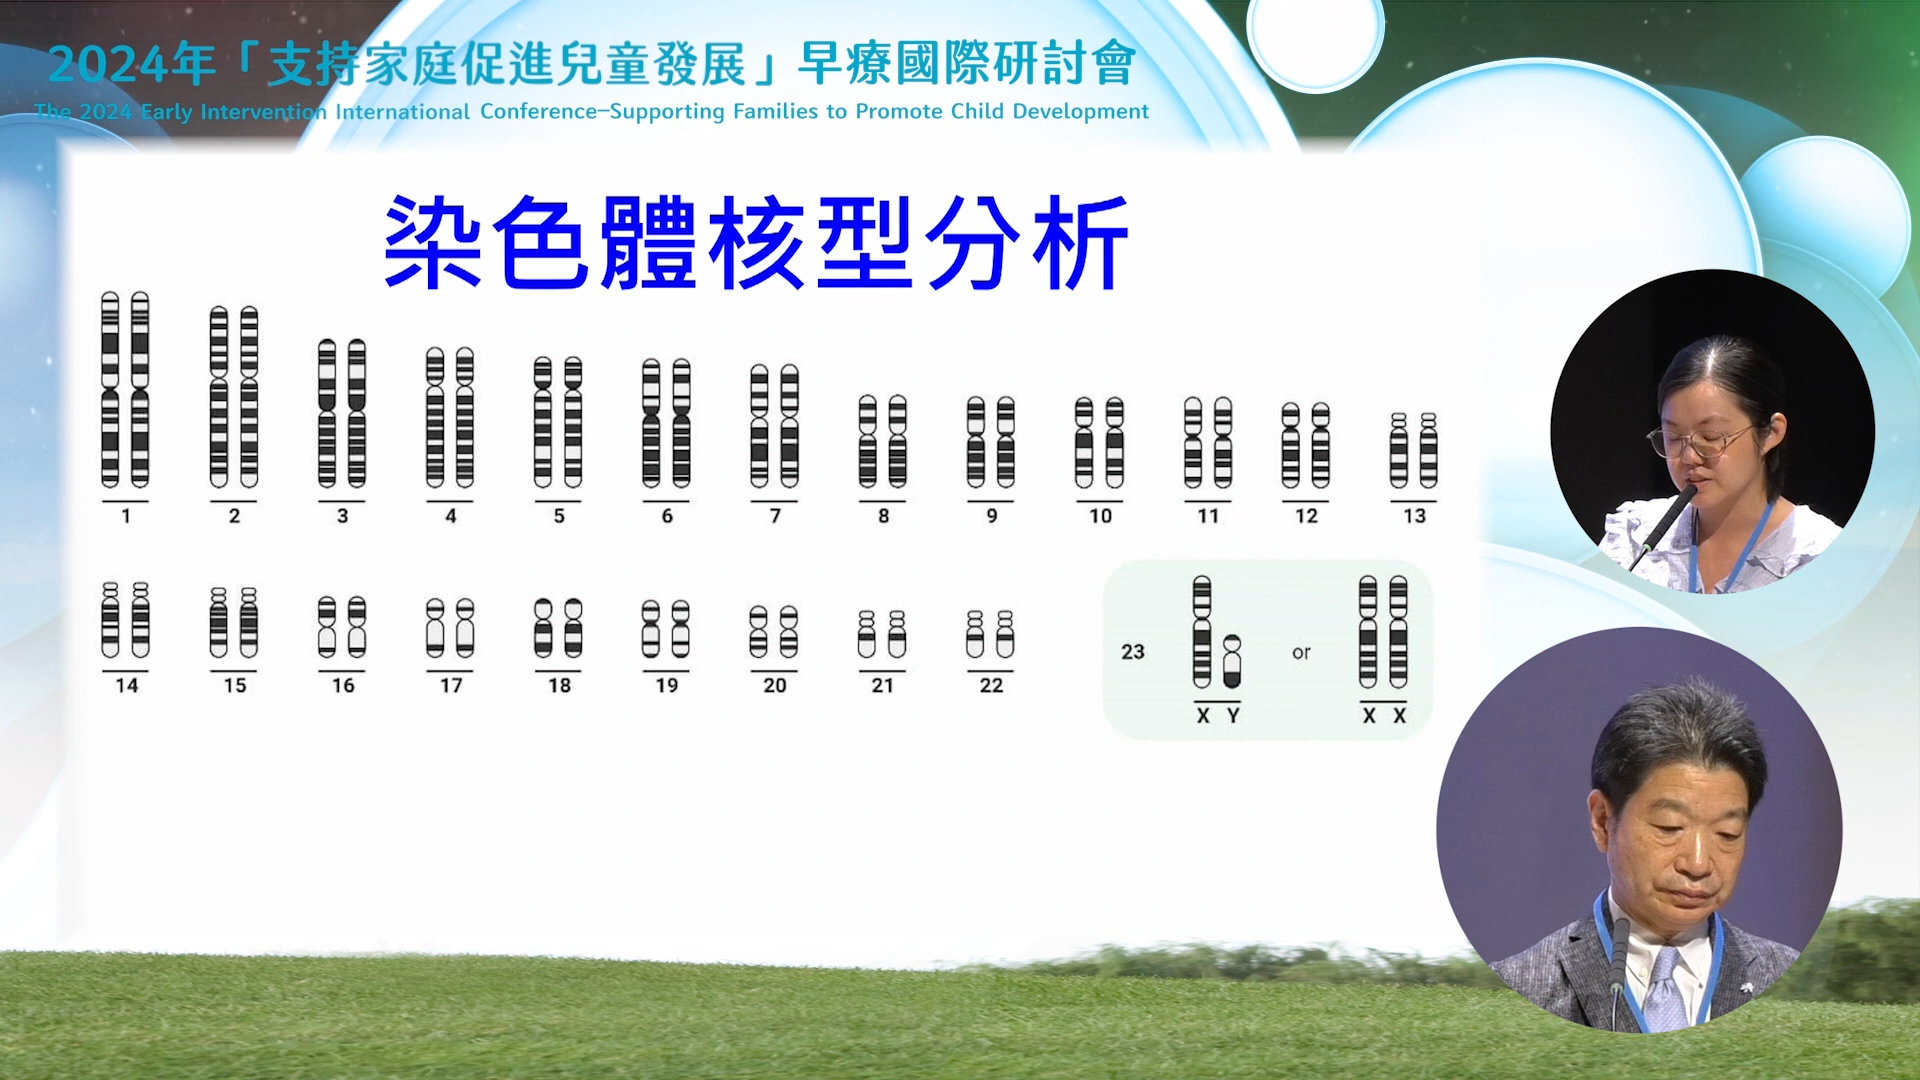 2024年「支持家庭促進兒童發展」早療國際研討會
The 2024 Early Intervention International Conference—Supporting Families to Promote Child Development
染色體核型分析
1 2 3 4 5 6 7 8 9 10 11 12 13
14 15 16 17 18 19 20 21 22
23 or
X Y X X